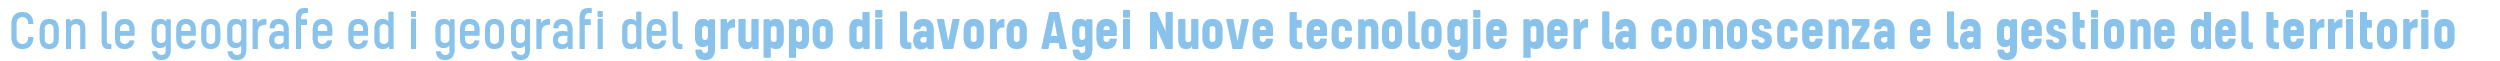 Con le geografe ed i geografi del gruppo di lavoro Agei Nuove tecnologie per la conoscenza e la gestione del territorio